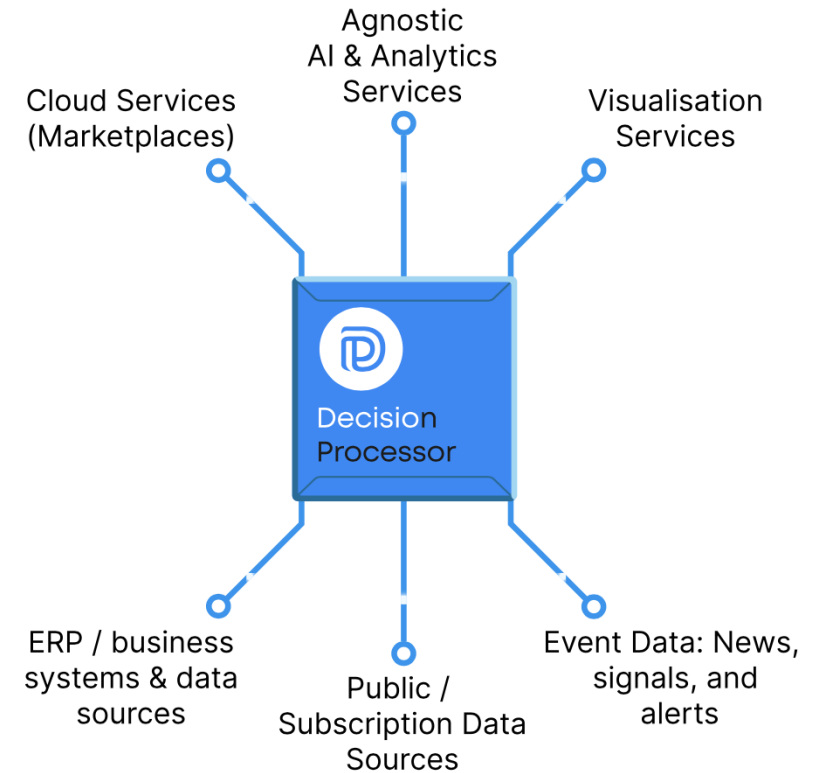 Agnostic
AI & Analytics
Services
Cloud Services
(Marketplaces)
Visualisation
Services
Decision
Processor
ERP / business
systems & data
sources
Public /
Subscription Data
Sources
Event Data: News,
signals, and
alerts